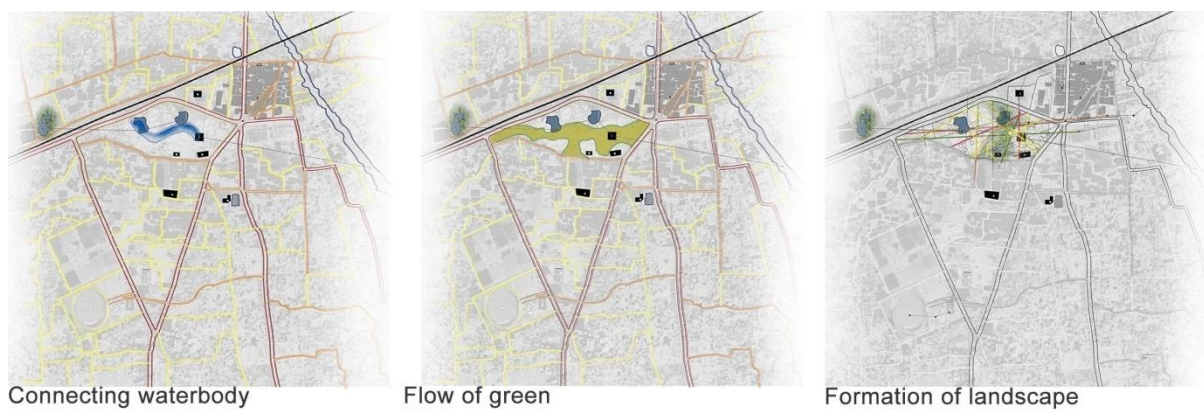 Connecting waterbody
Flow of green
Formation of landscape